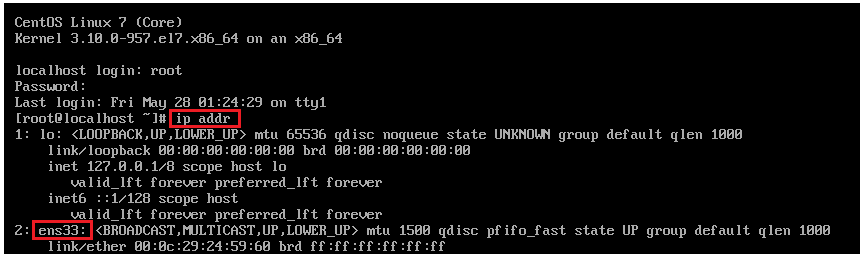 CentOS Linux 7 (Core)
Kernel 3.10.0-957.el7.x86_64 on an x86_64
localhost login: root
Password:
Last login: Fri May 28 01:24:29 on tty1
[root@localhost ~]# ip addr
1: lo: <LOOPBACK,UP,LOWER_UP> mtu 65536 qdisc noqueue state UNKNOWN group default qlen 1000
link/loopback 00:00:00:00:00:00 brd 00:00:00:00:00:00
inet 127.0.0.1/8 scope host lo
valid_lft forever preferred_lft forever
inet6 ::1/128 scope host
valid_lft forever preferred_lft forever
2: ens33: <BROADCAST,MULTICAST,UP,LOWER_UP> mtu 1500 qdisc pfifo_fast state UP group default qlen 1000
link/ether 00:0c:29:24:59:60 brd ff:ff:ff:ff:ff:ff